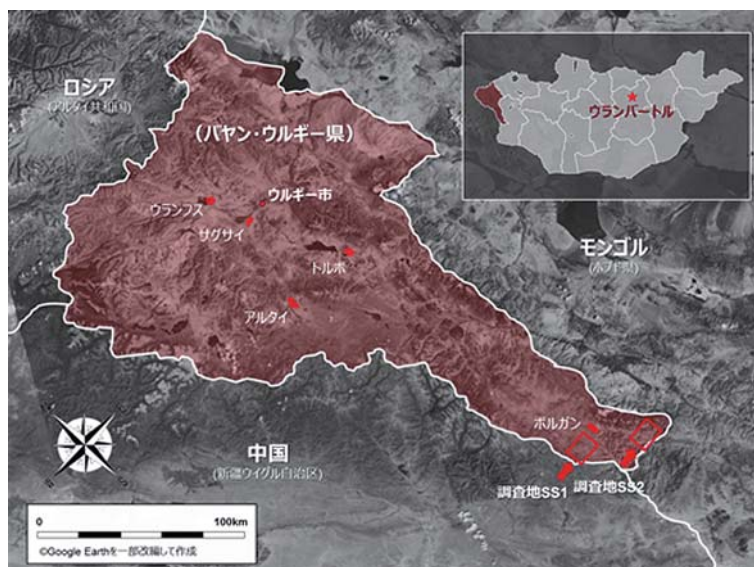 ロシア
(アルタイ共和国)
(バヤン・ウルギー県)
ウランバートル
ウランフス
ウルギー市
サグサイ
トルボ
モンゴル
(ホブド県)
アルタイ
ボルガン
中国
(新疆ウイグル自治区)
調査地SS1
調査地SS2
0
100km
©Google Earthを一部改編して作成